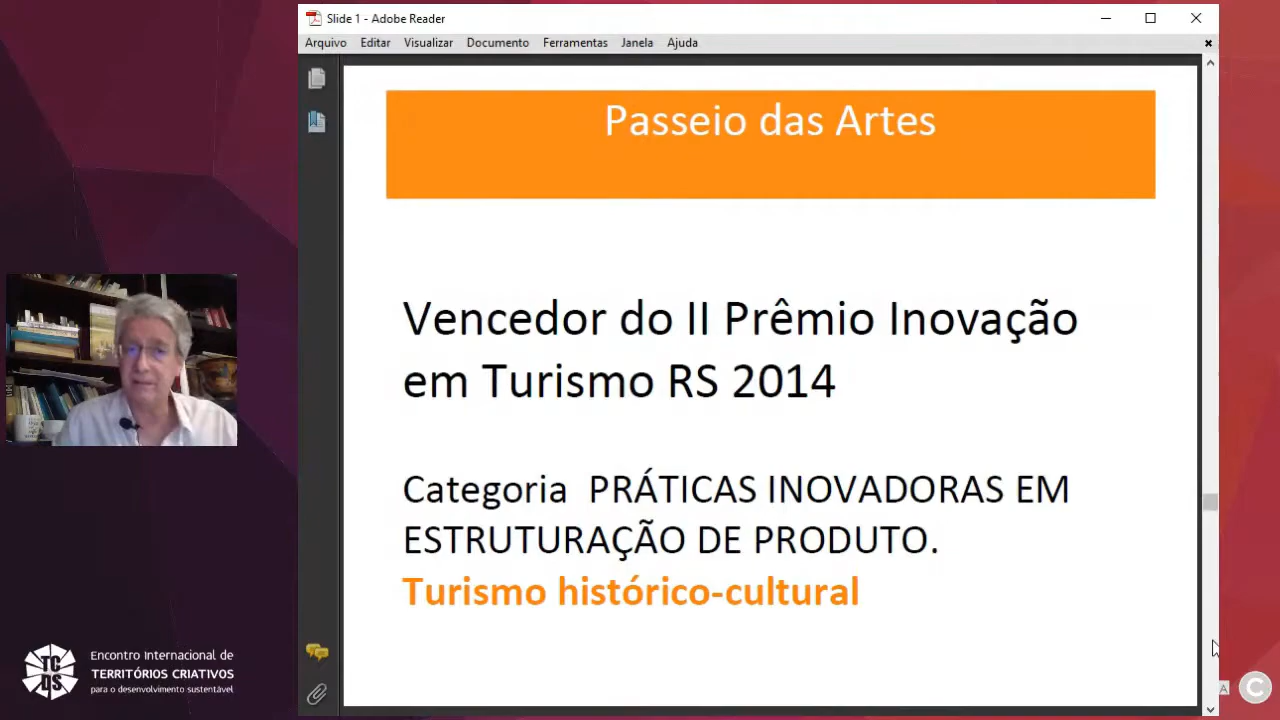 Slide 1 - Adobe Reader
Arquivo Editar Visualizar Documento Ferramentas Janela Ajuda
Passeio das Artes
Vencedor do II Prêmio Inovação
em Turismo RS 2014
Categoria PRÁTICAS INOVADORAS EM
ESTRUTURAÇÃO DE PRODUTO.
Turismo histórico-cultural
TC
DS
Encontro Internacional de
TERRITÓRIOS CRIATIVOS
para o desenvolvimento sustentável
A
C